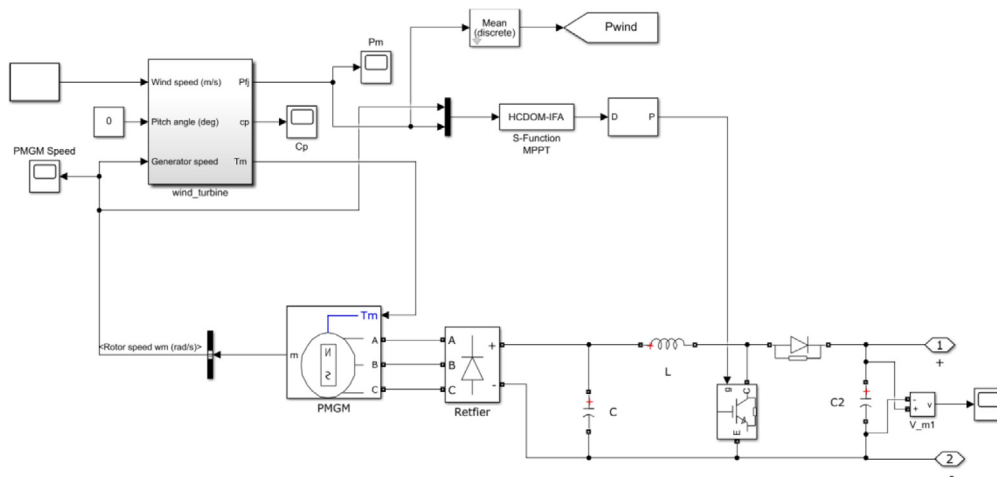 Mean
(discrete)
Pwind
Pm
Wind speed (m/s)
Pfj
0
Pitch angle (deg)
cp
Cp
HCDOM-IFA
D
P
S-Function
MPPT
PMGM Speed
Generator speed
Tm
wind_turbine
Tm
<Rotor speed wm (rad/s)>
m
N
S
A
B
C
PMGM
A
B
C
+
-
Retfier
+
C
+
L
g
C
E
+
C2
-
+
v
V_m1
1
+
2